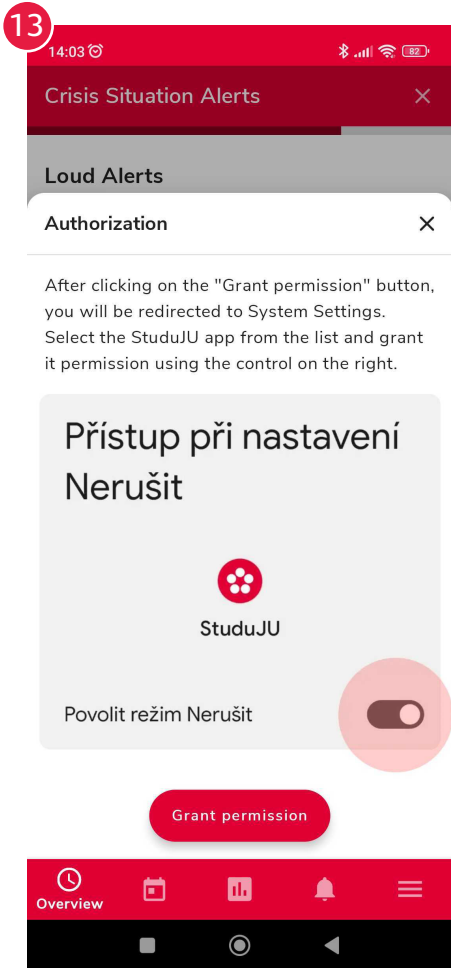 13
14:03
82
Crisis Situation Alerts
Loud Alerts
Authorization
After clicking on the "Grant permission" button,
you will be redirected to System Settings.
Select the StuduJU app from the list and grant
it permission using the control on the right.
Přístup při nastavení
Nerušit
StuduJU
Povolit režim Nerušit
Grant permission
Overview